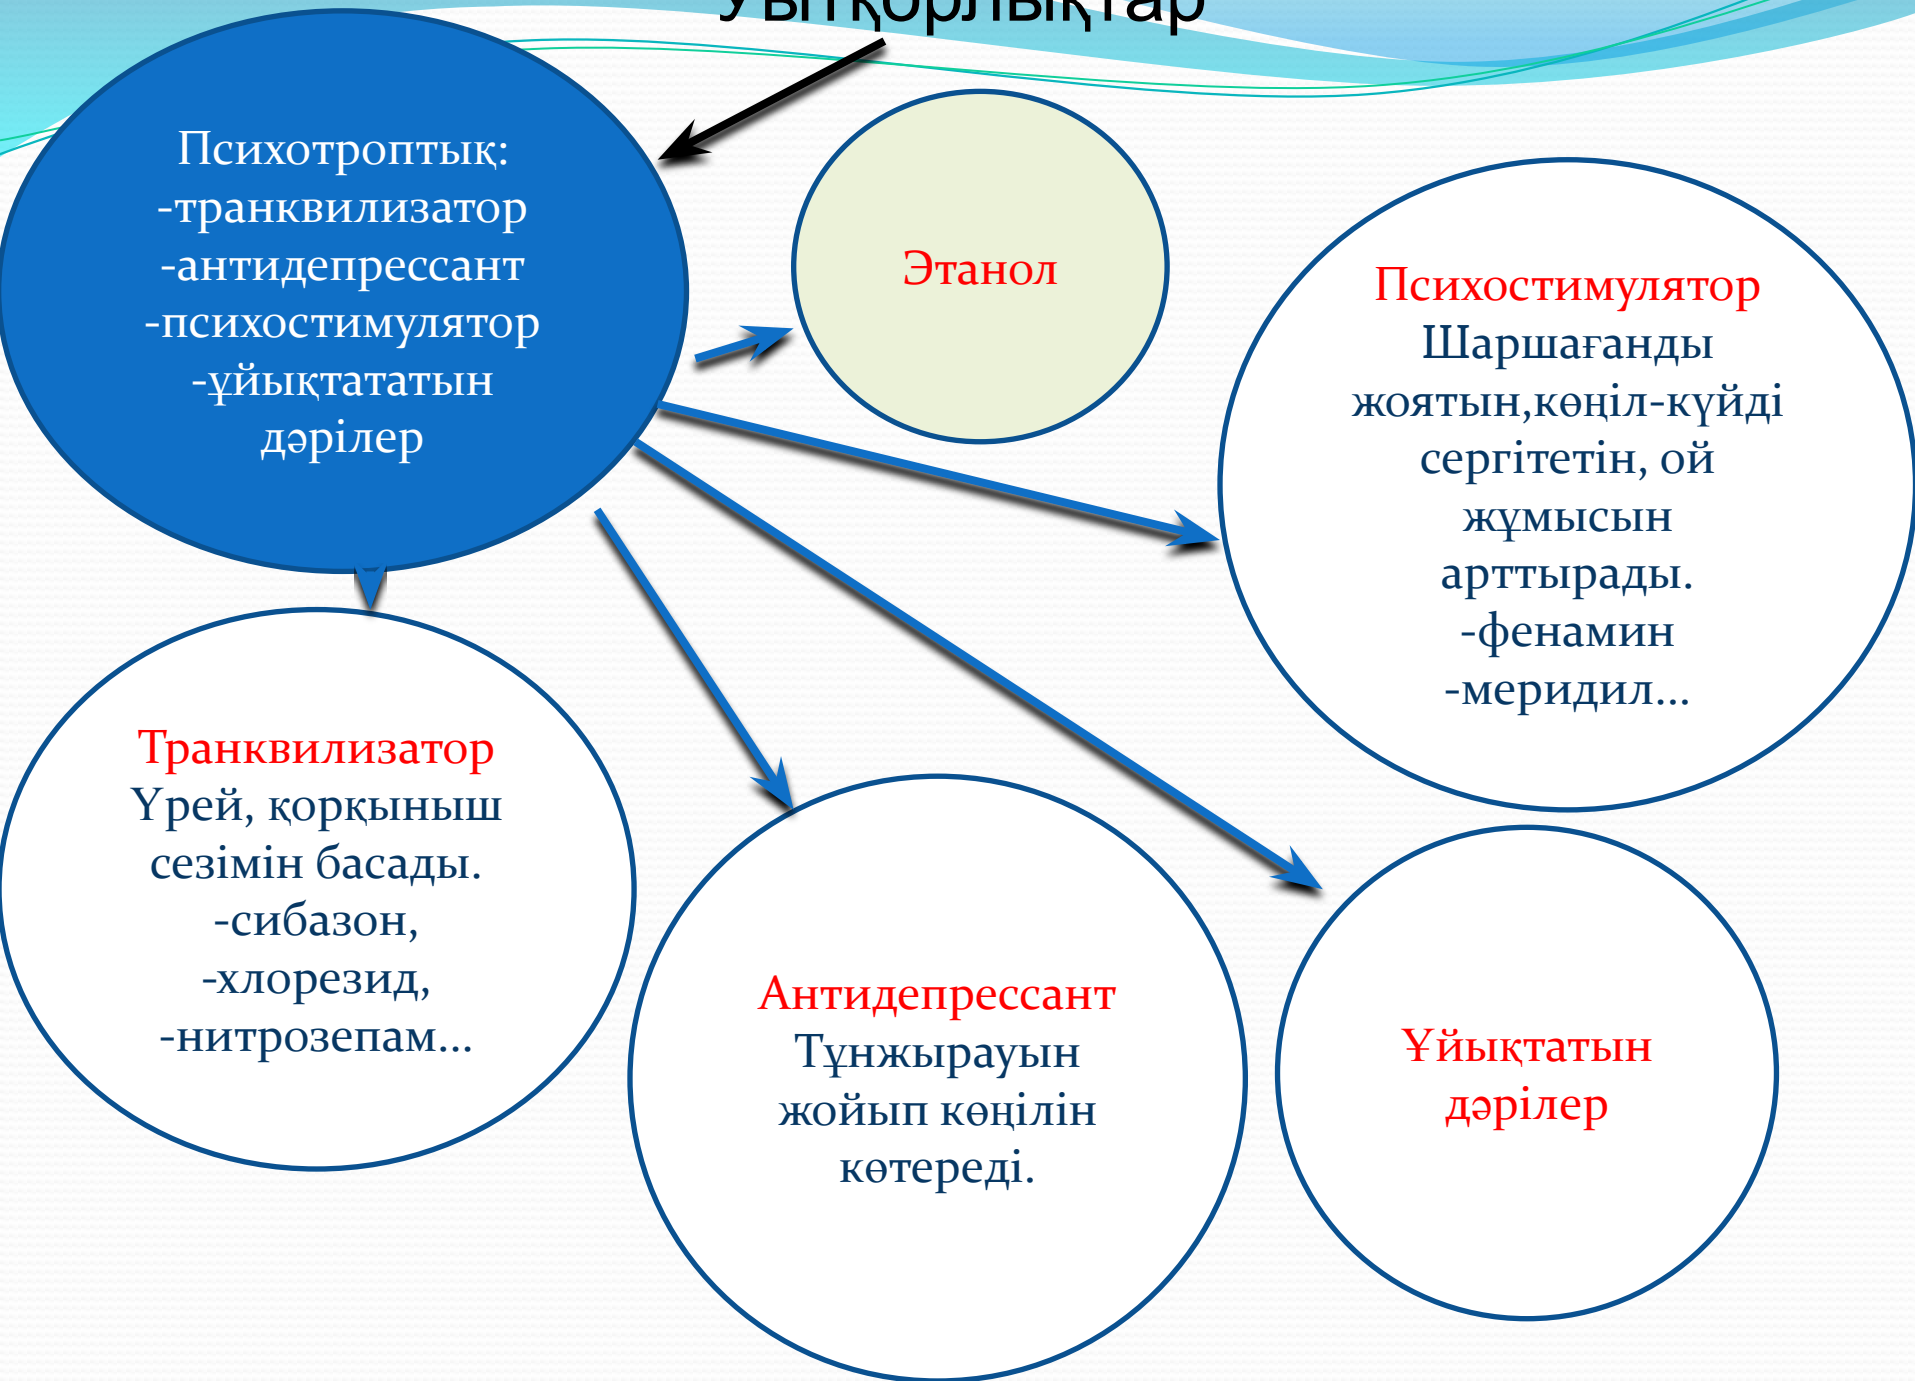 Уытқорлықтар
Психотроптық:
-транквилизатор
-антидепрессант
-психостимулятор
-ұйықтататын
дәрілер
Этанол
Психостимулятор
Шаршағанды
жоятын,көңіл-күйді
сергітетін, ой
жұмысын
арттырады.
-фенамин
-меридил...
Транквилизатор
Үрей, қорқыныш
сезімін басады.
-сибазон,
-хлорезид,
-нитрозепам...
Антидепрессант
Тұнжырауын
жойып көңілін
көтереді.
Ұйықтатын
дәрілер